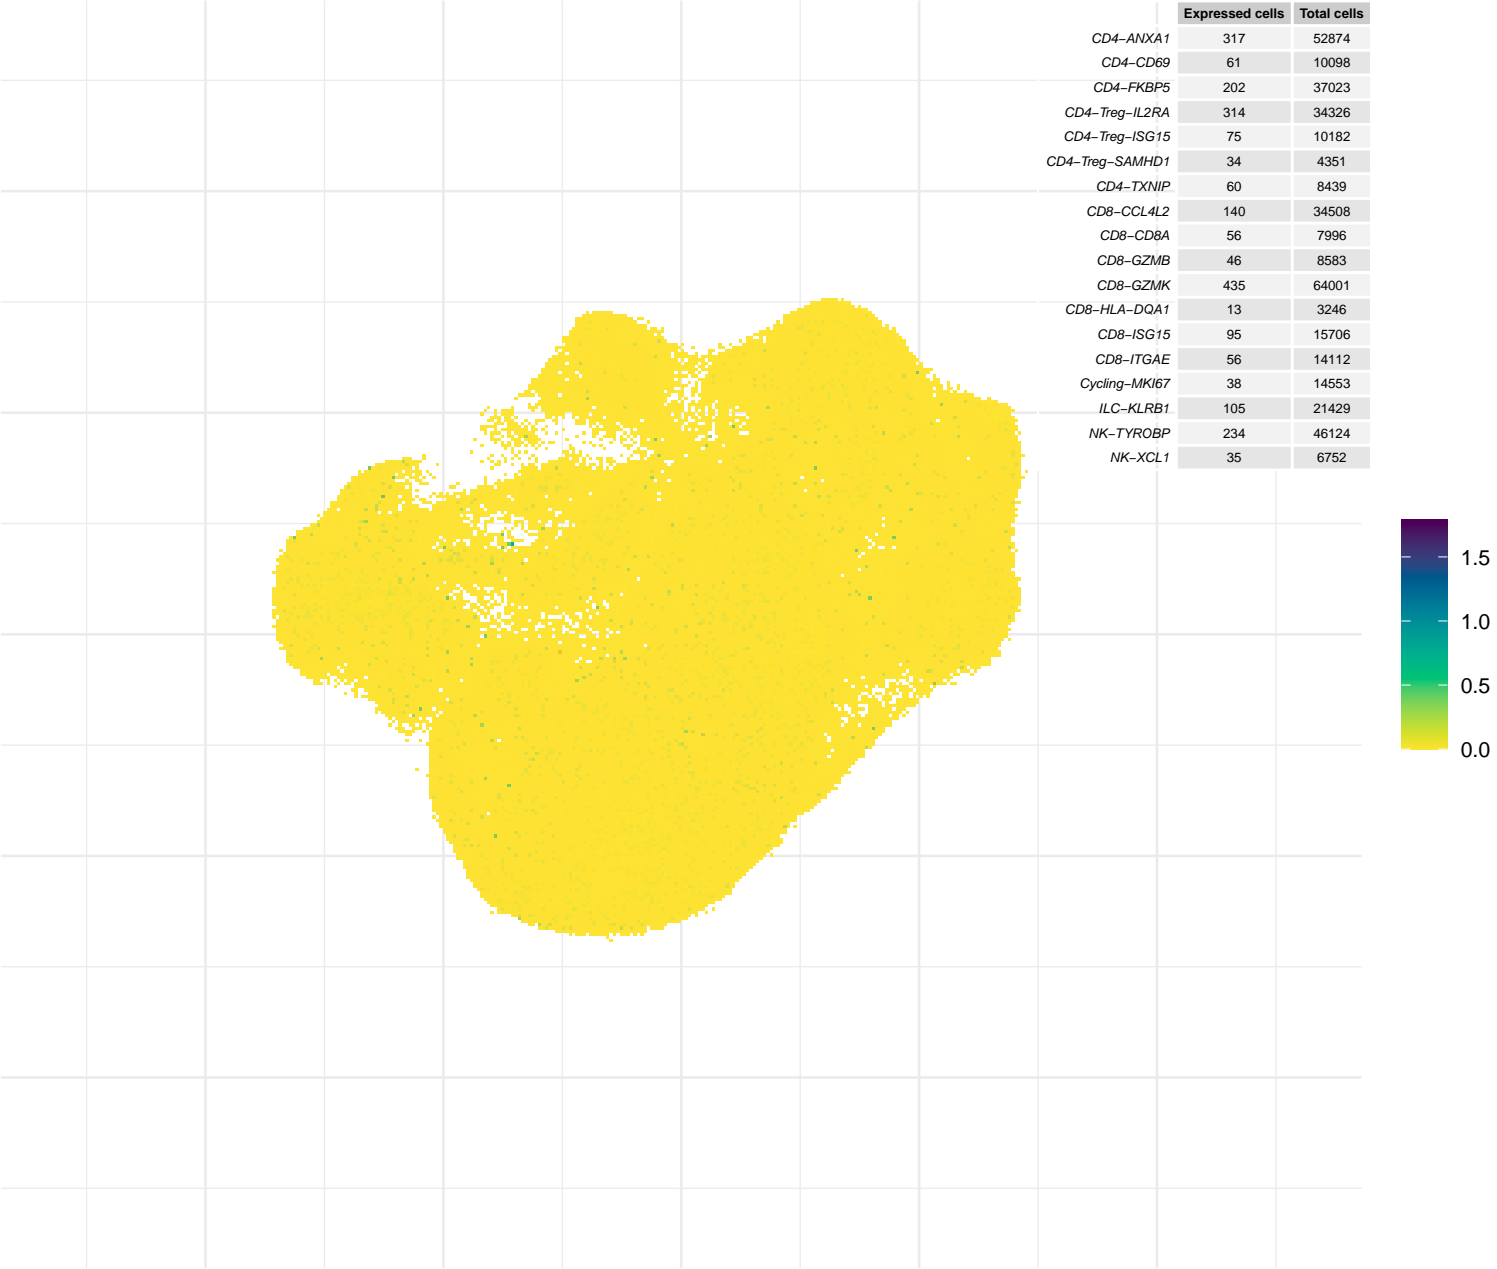 Expressed cells Total cells
CD4−ANXA1 317 52874
CD4−CD69 61 10098
CD4−FKBP5 202 37023
CD4−Treg−IL2RA 314 34326
CD4−Treg−ISG15 75 10182
CD4−Treg−SAMHD1 34 4351
CD4−TXNIP 60 8439
CD8−CCL4L2 140 34508
CD8−CD8A 56 7996
CD8−GZMB 46 8583
CD8−GZMK 435 64001
CD8−HLA−DQA1 13 3246
CD8−ISG15 95 15706
CD8−ITGAE 56 14112
Cycling−MKI67 38 14553
ILC−KLRB1 105 21429
NK−TYROBP 234 46124
NK−XCL1 35 6752
1.5
1.0
0.5
0.0